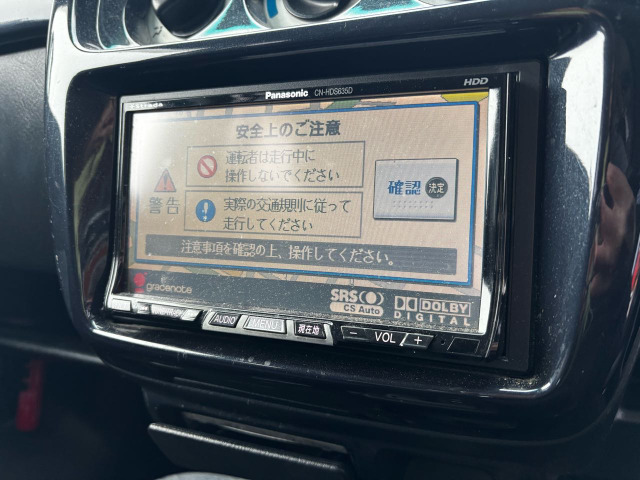 Panasonic CN-HDS635D HDD
Strada
安全上のご注意
運転者は走行中に
操作しないでください
警告
実際の交通規則に従って
走行してください
確認 決定
注意事項を確認の上、操作してください。
gracenote
SRS
CS Auto
DOLBY
DIGITAL
AUDIO
MENU
現在地
− VOL +